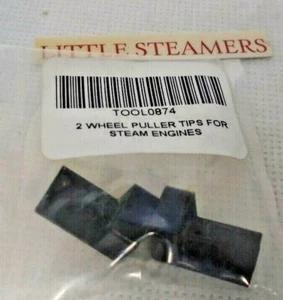 LITTLE STEAMERS
TOOL0874
2 WHEEL PULLER TIPS FOR
STEAM ENGINES